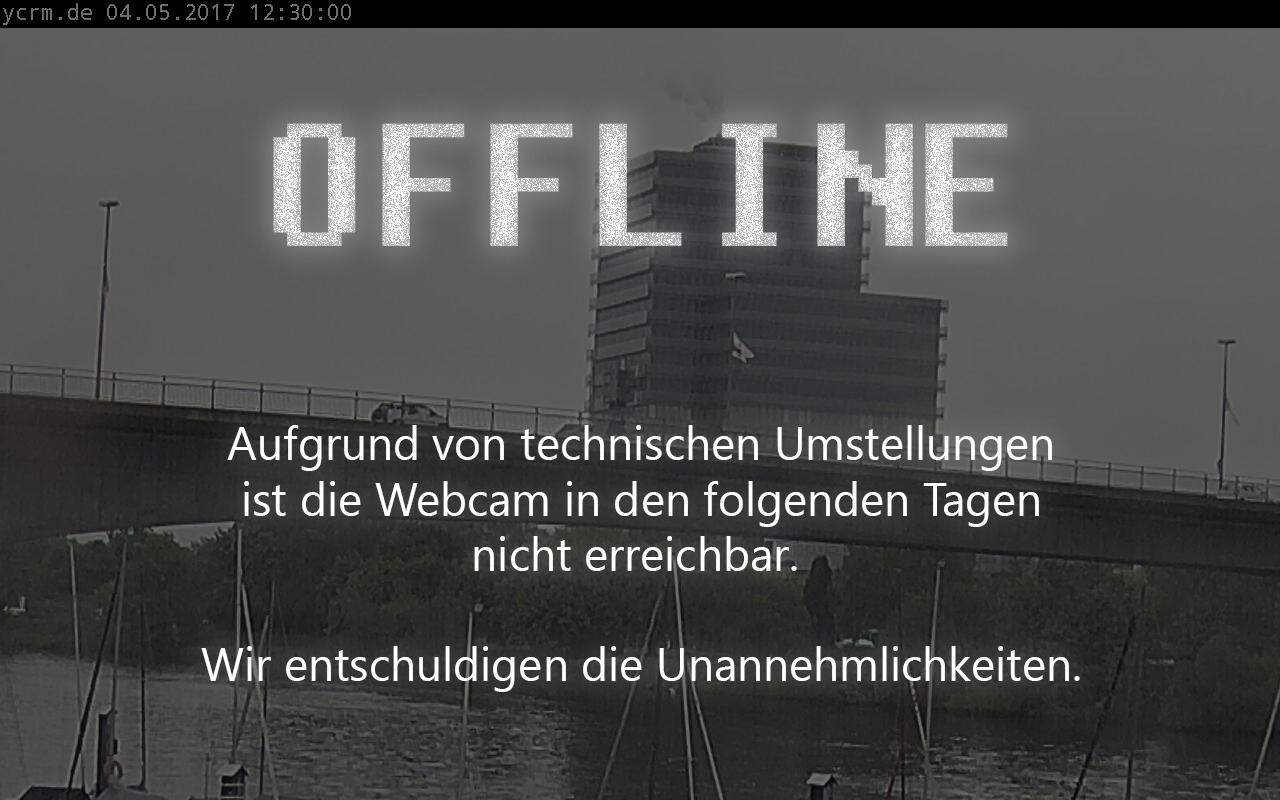 ycrm.de 04.05.2017 12:30:00
OFFLINE
Aufgrund von technischen Umstellungen
ist die Webcam in den folgenden Tagen
nicht erreichbar.
Wir entschuldigen die Unannehmlichkeiten.